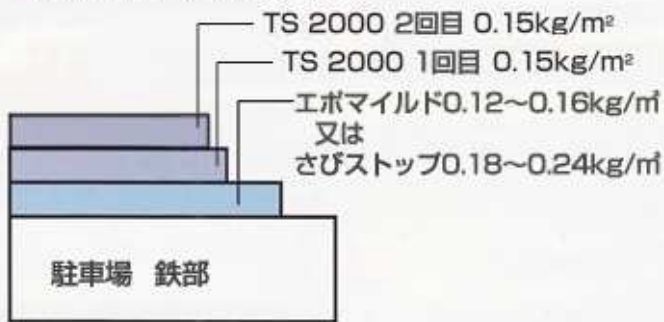 TS 2000 2回目 0.15kg/m²
TS 2000 1回目 0.15kg/m²
エポマイルド0.12〜0.16kg/㎡
又は
さびストップ0.18〜0.24kg/㎡
駐車場 鉄部